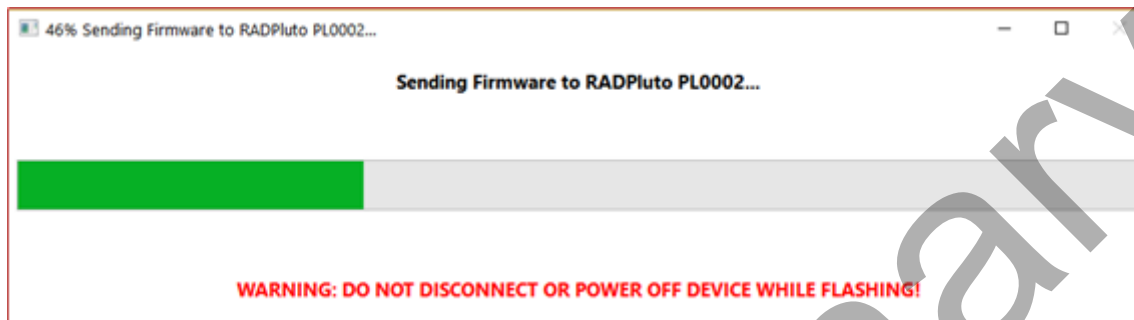 46% Sending Firmware to RADPluto PL0002...
Sending Firmware to RADPluto PL0002...
WARNING: DO NOT DISCONNECT OR POWER OFF DEVICE WHILE FLASHING!